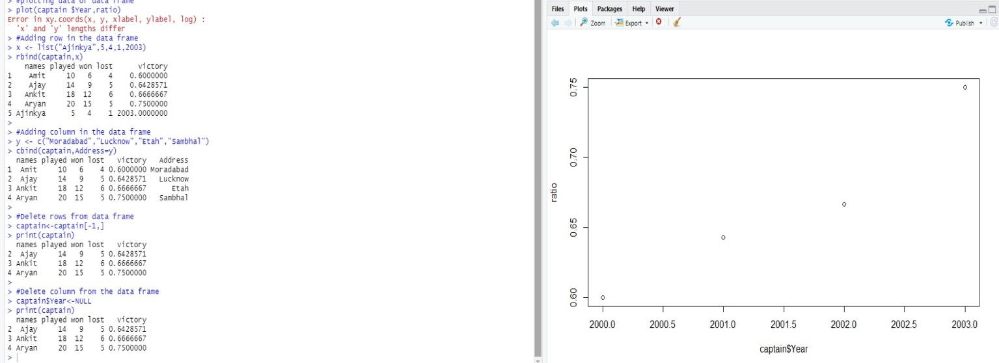 > #plotting data of data frame
> plot(captain $Year,ratio)
Error in xy.coords(x, y, xlabel, ylabel, log) :
  'x' and 'y' lengths differ
> #Adding row in the data frame
> x <- list("Ajinkya",5,4,1,2003)
> rbind(captain,x)
    names played won lost      victory
1    Amit     10   6    4    0.6000000
2    Ajay     14   9    5    0.6428571
3   Ankit     18  12    6    0.6666667
4   Aryan     20  15    5    0.7500000
5 Ajinkya      5   4    1 2003.0000000
>
> #Adding column in the data frame
> y <- c("Moradabad","Lucknow","Etah","Sambhal")
> cbind(captain,Address=y)
  names played won lost   victory   Address
1  Amit     10   6    4 0.6000000 Moradabad
2  Ajay     14   9    5 0.6428571   Lucknow
3 Ankit     18  12    6 0.6666667      Etah
4 Aryan     20  15    5 0.7500000   Sambhal
>
> #Delete rows from data frame
> captain<-captain[-1,]
> print(captain)
  names played won lost   victory
2  Ajay     14   9    5 0.6428571
3 Ankit     18  12    6 0.6666667
4 Aryan     20  15    5 0.7500000
>
> #Delete column from the data frame
> captain$Year<-NULL
> print(captain)
  names played won lost   victory
2  Ajay     14   9    5 0.6428571
3 Ankit     18  12    6 0.6666667
4 Aryan     20  15    5 0.7500000
>
Files Plots Packages Help Viewer
Zoom Export Publish
0.75
0.70
ratio
0.65
0.60
2000.0 2000.5 2001.0 2001.5 2002.0 2002.5 2003.0
captain$Year